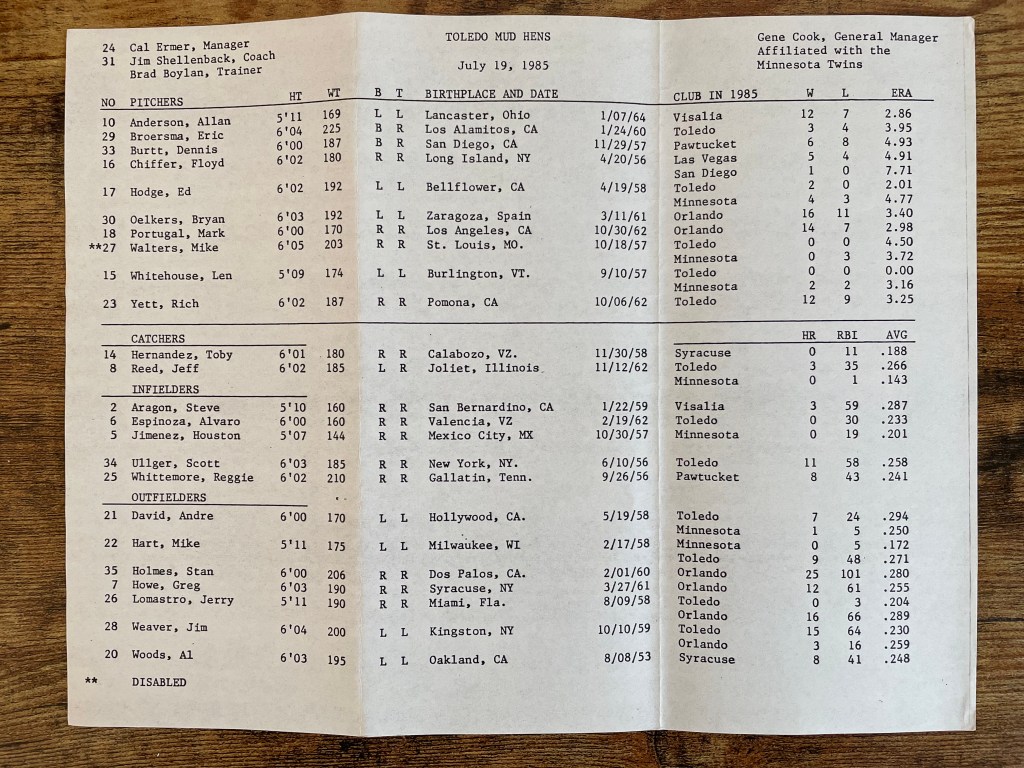 24 Cal Ermer, Manager TOLEDO MUD HENS Gene Cook, General Manager
31 Jim Shellenback, Coach Affiliated with the
Brad Boylan, Trainer July 19, 1985 Minnesota Twins
NO PITCHERS HT WT B T BIRTHPLACE AND DATE CLUB IN 1985 W L ERA
10 Anderson, Allan 5'11 169 L L Lancaster, Ohio 1/07/64 Visalia 12 7 2.86
29 Broersma, Eric 6'04 225 B R Los Alamitos, CA 1/24/60 Toledo 3 4 3.95
33 Burtt, Dennis 6'00 187 B R San Diego, CA 11/29/57 Pawtucket 6 8 4.93
16 Chiffer, Floyd 6'02 180 R R Long Island, NY 4/20/56 Las Vegas 5 4 4.91
San Diego 1 0 7.71
17 Hodge, Ed 6'02 192 L L Bellflower, CA 4/19/58 Toledo 2 0 2.01
Minnesota 4 3 4.77
30 Oelkers, Bryan 6'03 192 L L Zaragoza, Spain 3/11/61 Orlando 16 11 3.40
18 Portugal, Mark 6'00 170 R R Los Angeles, CA 10/30/62 Orlando 14 7 2.98
**27 Walters, Mike 6'05 203 R R St. Louis, MO. 10/18/57 Toledo 0 0 4.50
Minnesota 0 3 3.72
15 Whitehouse, Len 5'09 174 L L Burlington, VT. 9/10/57 Toledo 0 0 0.00
Minnesota 2 2 3.16
23 Yett, Rich 6'02 187 R R Pomona, CA 10/06/62 Toledo 12 9 3.25
CATCHERS HR RBI AVG
14 Hernandez, Toby 6'01 180 R R Calabozo, VZ. 11/30/58 Syracuse 0 11 .188
8 Reed, Jeff 6'02 185 L R Joliet, Illinois 11/12/62 Toledo 3 35 .266
Minnesota 0 1 .143
INFIELDERS
2 Aragon, Steve 5'10 160 R R San Bernardino, CA 1/22/59 Visalia 3 59 .287
6 Espinoza, Alvaro 6'00 160 R R Valencia, VZ 2/19/62 Toledo 0 30 .233
5 Jimenez, Houston 5'07 144 R R Mexico City, MX 10/30/57 Minnesota 0 19 .201
34 Ullger, Scott 6'03 185 R R New York, NY. 6/10/56 Toledo 11 58 .258
25 Whittemore, Reggie 6'02 210 R R Gallatin, Tenn. 9/26/56 Pawtucket 8 43 .241
OUTFIELDERS
21 David, Andre 6'00 170 L L Hollywood, CA. 5/19/58 Toledo 7 24 .294
Minnesota 1 5 .250
22 Hart, Mike 5'11 175 L L Milwaukee, WI 2/17/58 Minnesota 0 5 .172
Toledo 9 48 .271
35 Holmes, Stan 6'00 206 R R Dos Palos, CA. 2/01/60 Orlando 25 101 .280
7 Howe, Greg 6'03 190 R R Syracuse, NY 3/27/61 Orlando 12 61 .255
26 Lomastro, Jerry 5'11 190 R R Miami, Fla. 8/09/58 Toledo 0 3 .204
Orlando 16 66 .289
28 Weaver, Jim 6'04 200 L L Kingston, NY 10/10/59 Toledo 15 64 .230
Orlando 3 16 .259
20 Woods, Al 6'03 195 L L Oakland, CA 8/08/53 Syracuse 8 41 .248
** DISABLED